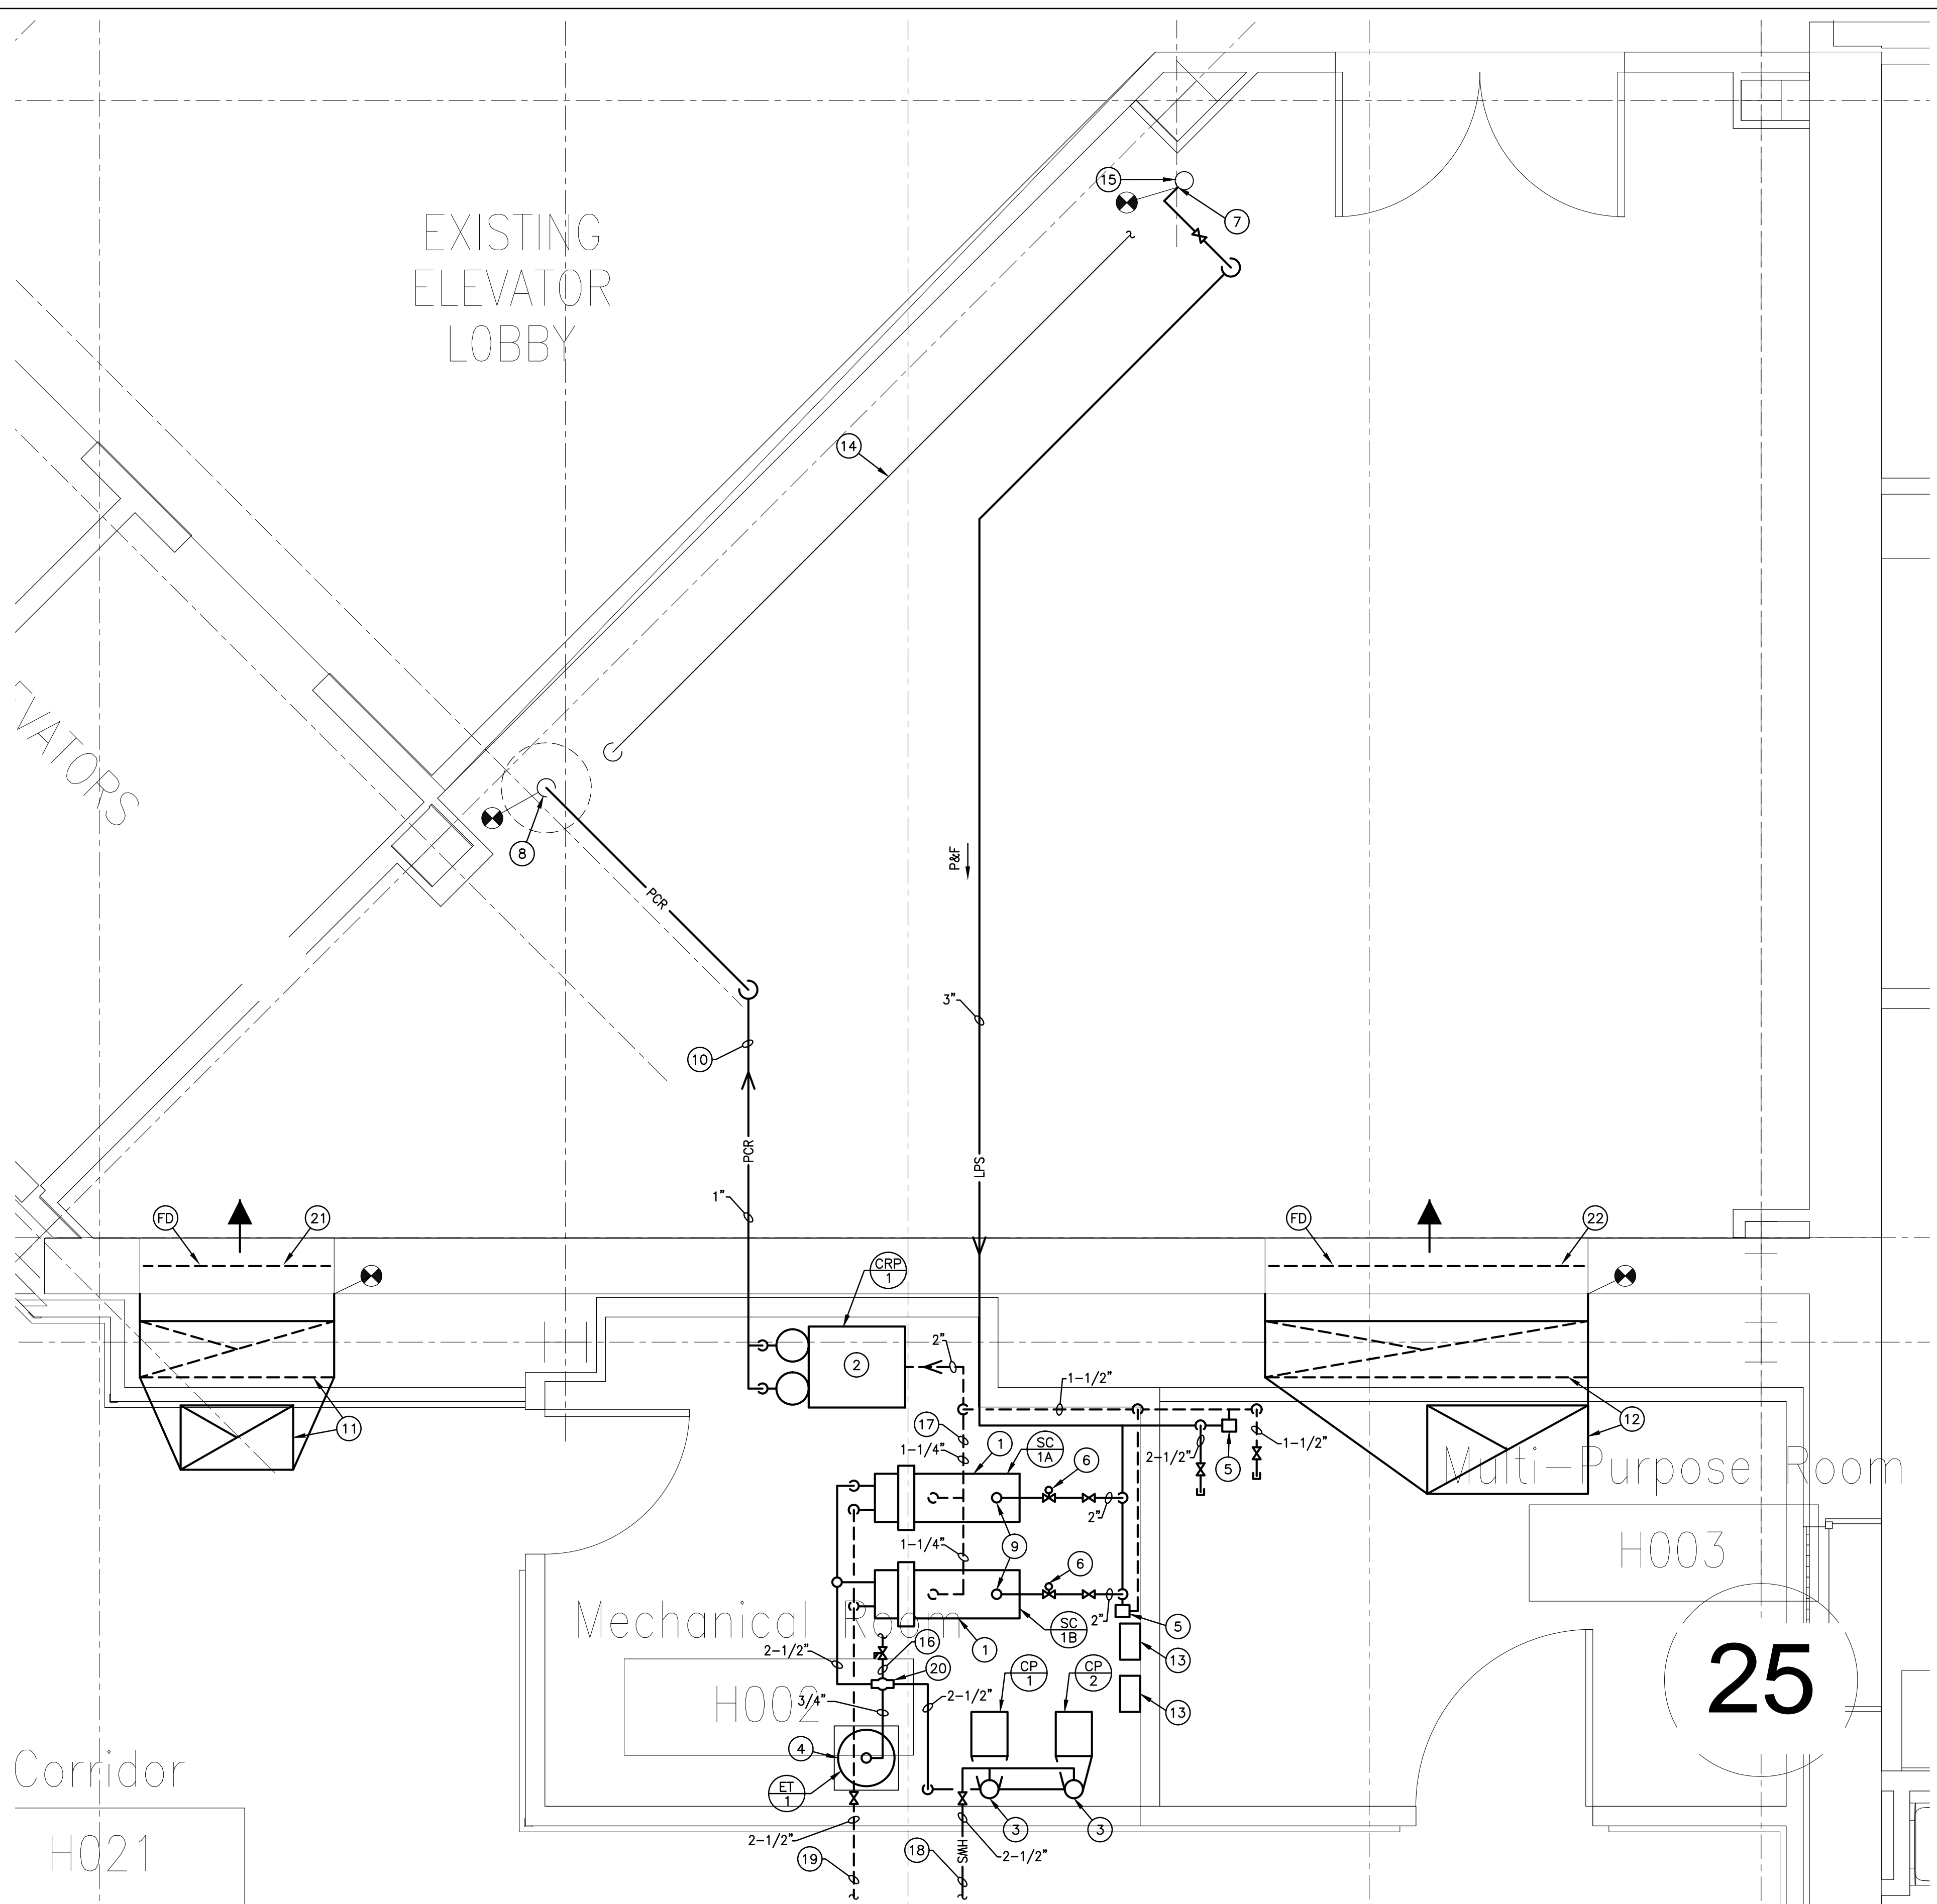 EXISTING
ELEVATOR
LOBBY
15
7
14
VATORS
8
PCR
P&F
3"
10
PCR
LPS
1"
FD
21
FD
22
CRP
1
2
2"
1-1/2"
11
12
17
1-1/4"
1
SC
1A
6
2-1/2"
5
1-1/2"
Multi-Purpose Room
2"
9
1-1/4"
6
H003
Mechanical Room
2"
SC
1B
5
1
16
2-1/2"
20
CP
1
CP
2
13
25
H002
3/4"
2-1/2"
13
4
Corridor
ET
1
3
3
2-1/2"
HWS
2-1/2"
19
18
H021